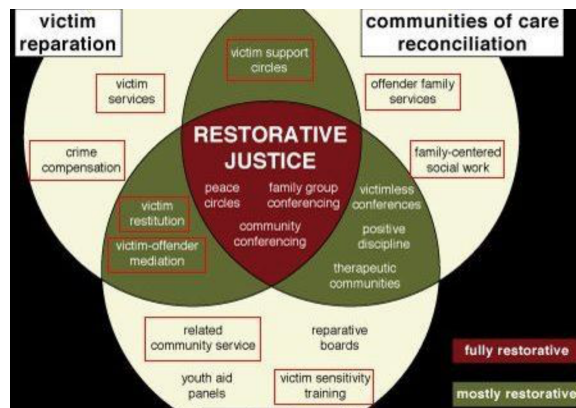 victim
reparation
communities of care
reconciliation
victim support
circles
victim
services
offender family
services
crime
compensation
family-centered
social work
RESTORATIVE
JUSTICE
peace
circles
family group
conferencing
community
conferencing
victim
restitution
victim-offender
mediation
victimless
conferences
positive
discipline
therapeutic
communities
related
community service
reparative
boards
youth aid
panels
victim sensitivity
training
fully restorative
mostly restorative